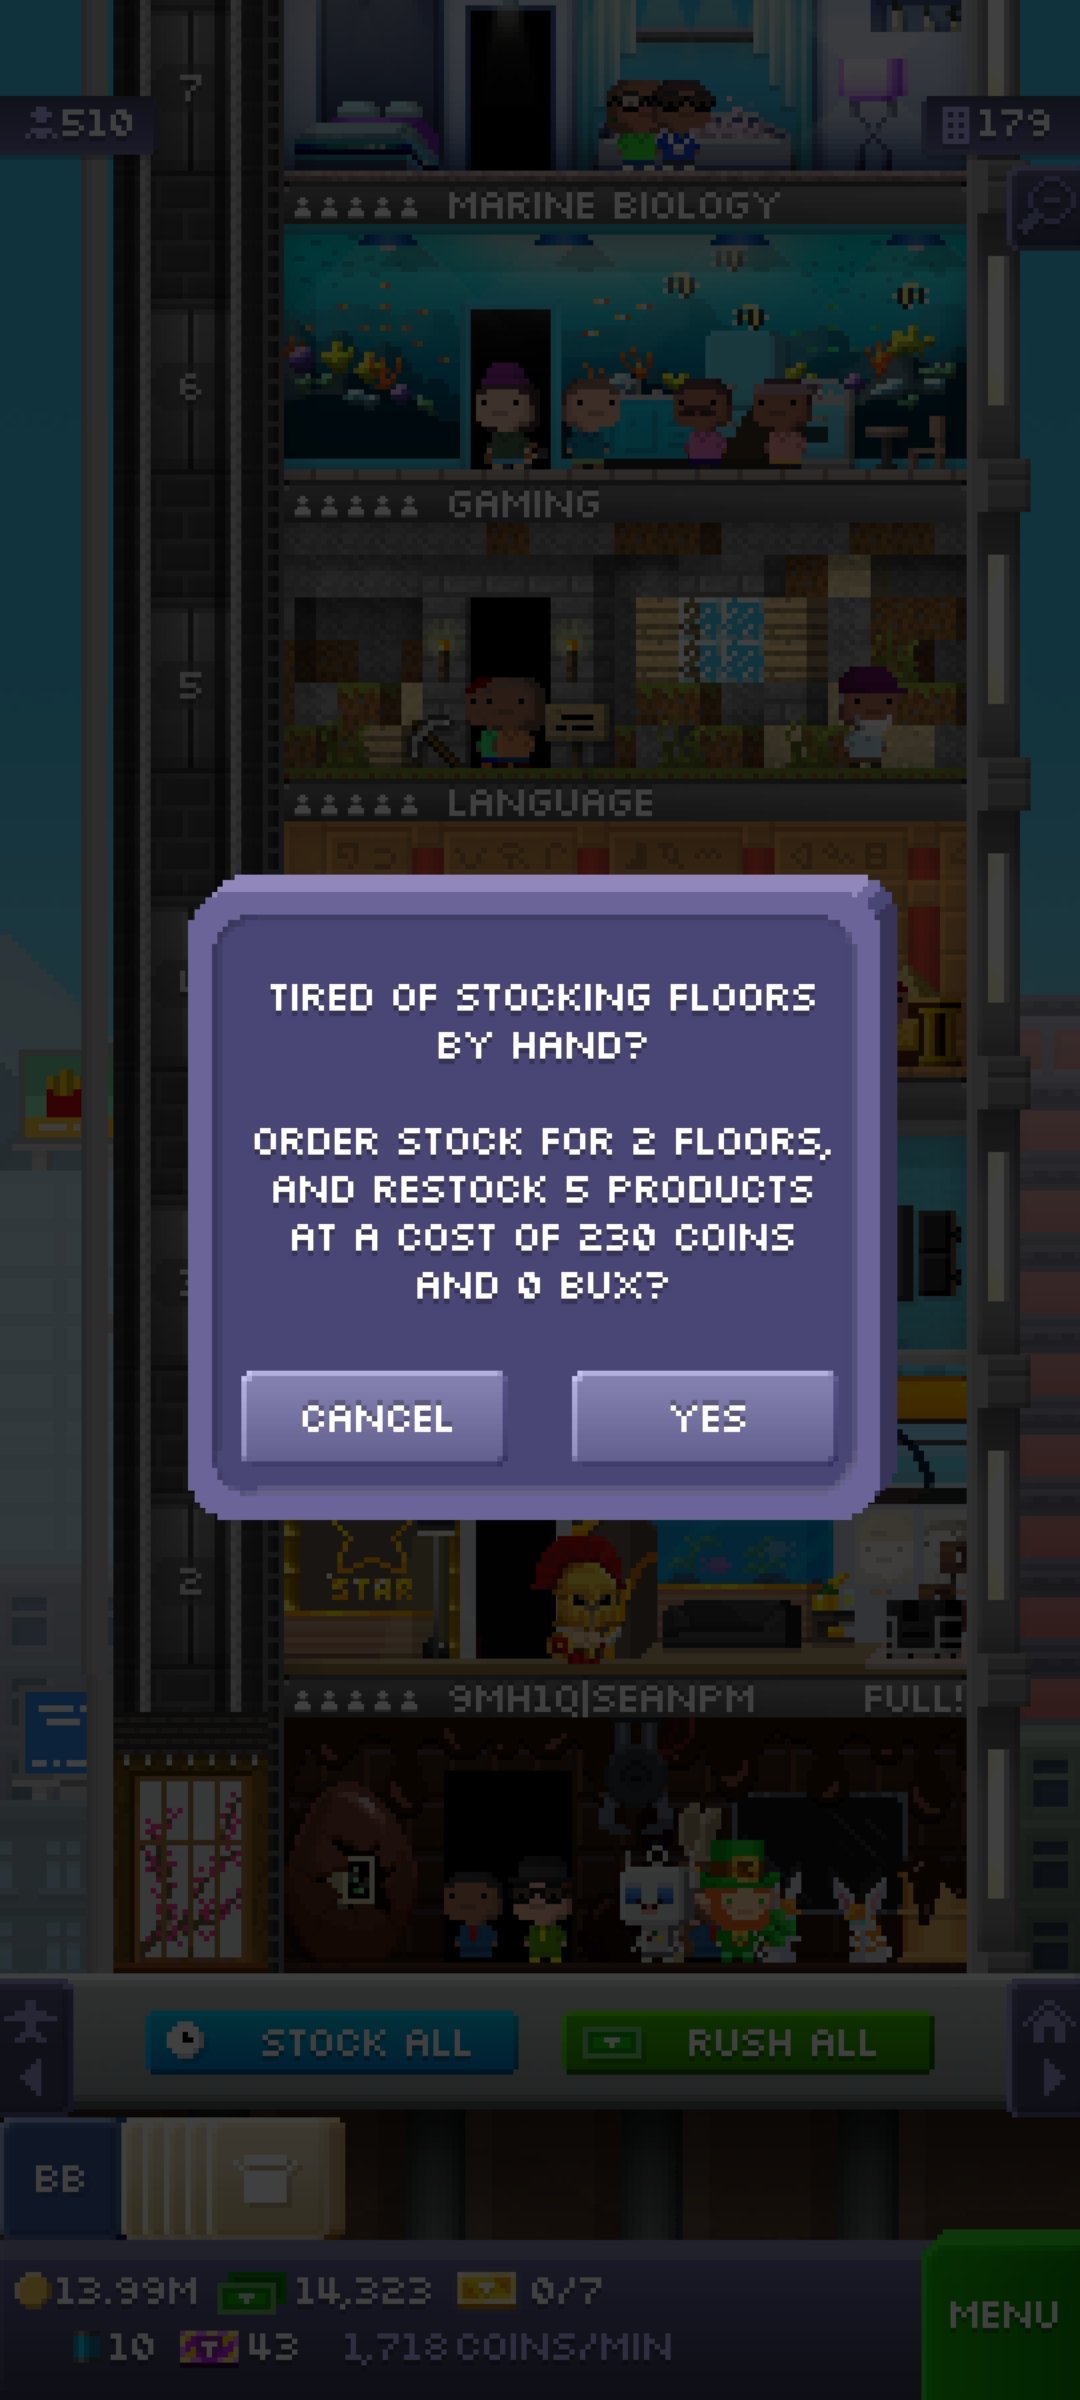 7
510
179
MARINE BIOLOGY
6
GAMING
5
LANGUAGE
TIRED OF STOCKING FLOORS
BY HAND?
ORDER STOCK FOR 2 FLOORS,
AND RESTOCK 5 PRODUCTS
AT A COST OF 230 COINS
AND 0 BUX?
CANCEL
YES
2
STAR
9MH1Q|SEANPM
FULL!
STOCK ALL
RUSH ALL
BB
13.99M
14,323
0/7
10
43
1,718 COINS/MIN
MENU